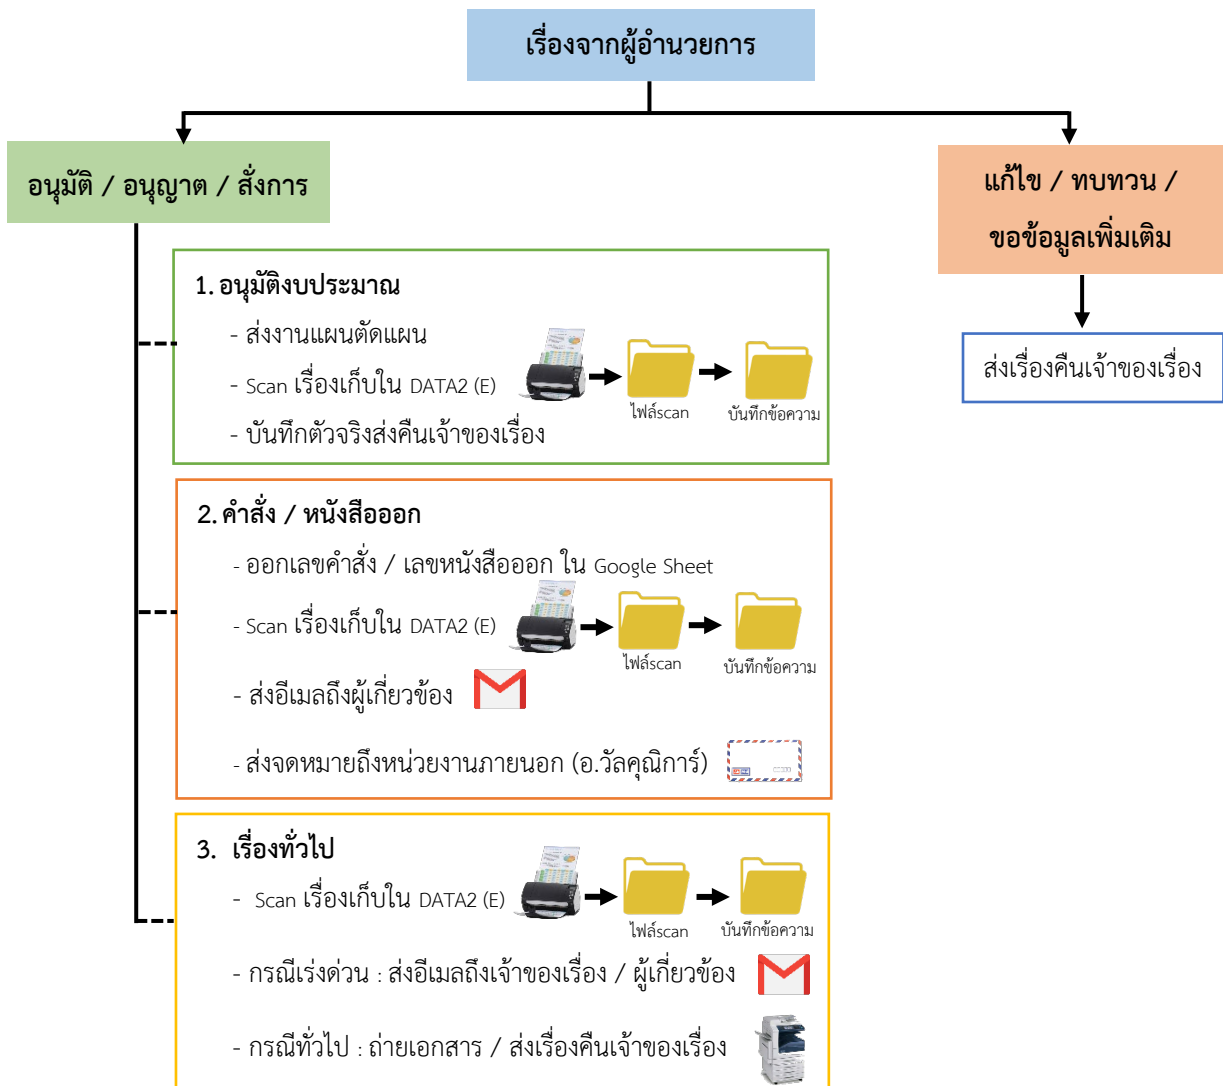 เรื่องจากผู้อำนวยการ
อนุมัติ / อนุญาต / สั่งการ
แก้ไข / ทบทวน /
ขอข้อมูลเพิ่มเติม
ส่งเรื่องคืนเจ้าของเรื่อง
1. อนุมัติงบประมาณ
- ส่งงานแผนตัดแผน
- Scan เรื่องเก็บใน DATA2 (E)
ไฟล์scan
บันทึกข้อความ
- บันทึกตัวจริงส่งคืนเจ้าของเรื่อง
2. คำสั่ง / หนังสือออก
- ออกเลขคำสั่ง / เลขหนังสือออก ใน Google Sheet
- Scan เรื่องเก็บใน DATA2 (E)
ไฟล์scan
บันทึกข้อความ
- ส่งอีเมลถึงผู้เกี่ยวข้อง
- ส่งจดหมายถึงหน่วยงานภายนอก (อ.วัลคุณิการ์)
3. เรื่องทั่วไป
- Scan เรื่องเก็บใน DATA2 (E)
ไฟล์scan
บันทึกข้อความ
- กรณีเร่งด่วน : ส่งอีเมลถึงเจ้าของเรื่อง / ผู้เกี่ยวข้อง
- กรณีทั่วไป : ถ่ายเอกสาร / ส่งเรื่องคืนเจ้าของเรื่อง